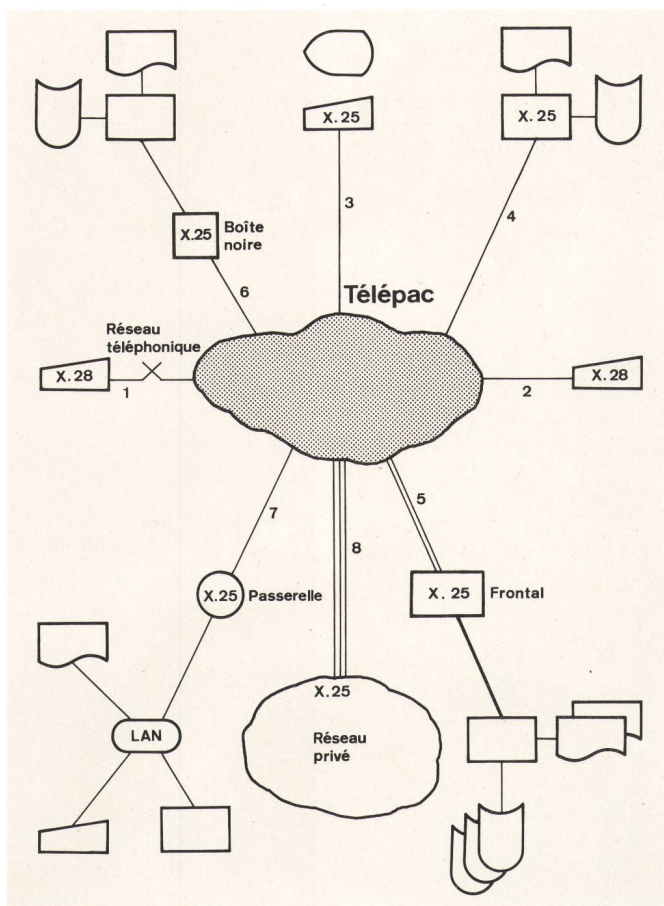 X.25
X.25
3
4
X.25
Boîte
noire
6
Télépac
Réseau
téléphonique
X.28
1
2
X.28
7
8
5
X.25
Passerelle
X.25
Frontal
X.25
LAN
Réseau
privé